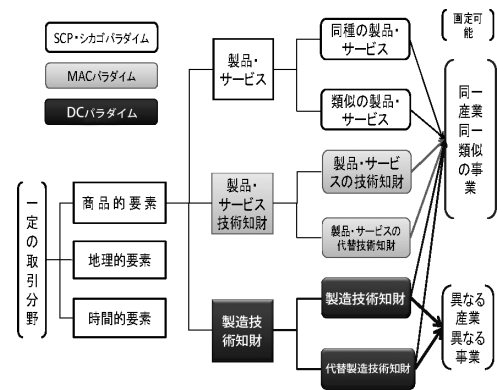 SCP・シカゴパラダイム
MACパラダイム
DCパラダイム
一定の取引分野
商品的要素
地理的要素
時間的要素
製品・
サービス
製品・
サービス
技術知財
製造技
術知財
同種の製品・
サービス
類似の製品・
サービス
製品・サービ
スの技術知財
製品・サービスの
代替技術知財
製造技術知財
代替製造技術知財
画定可
能
同一
産業
同一
類似
の事
業
異なる
産業
異なる
事業